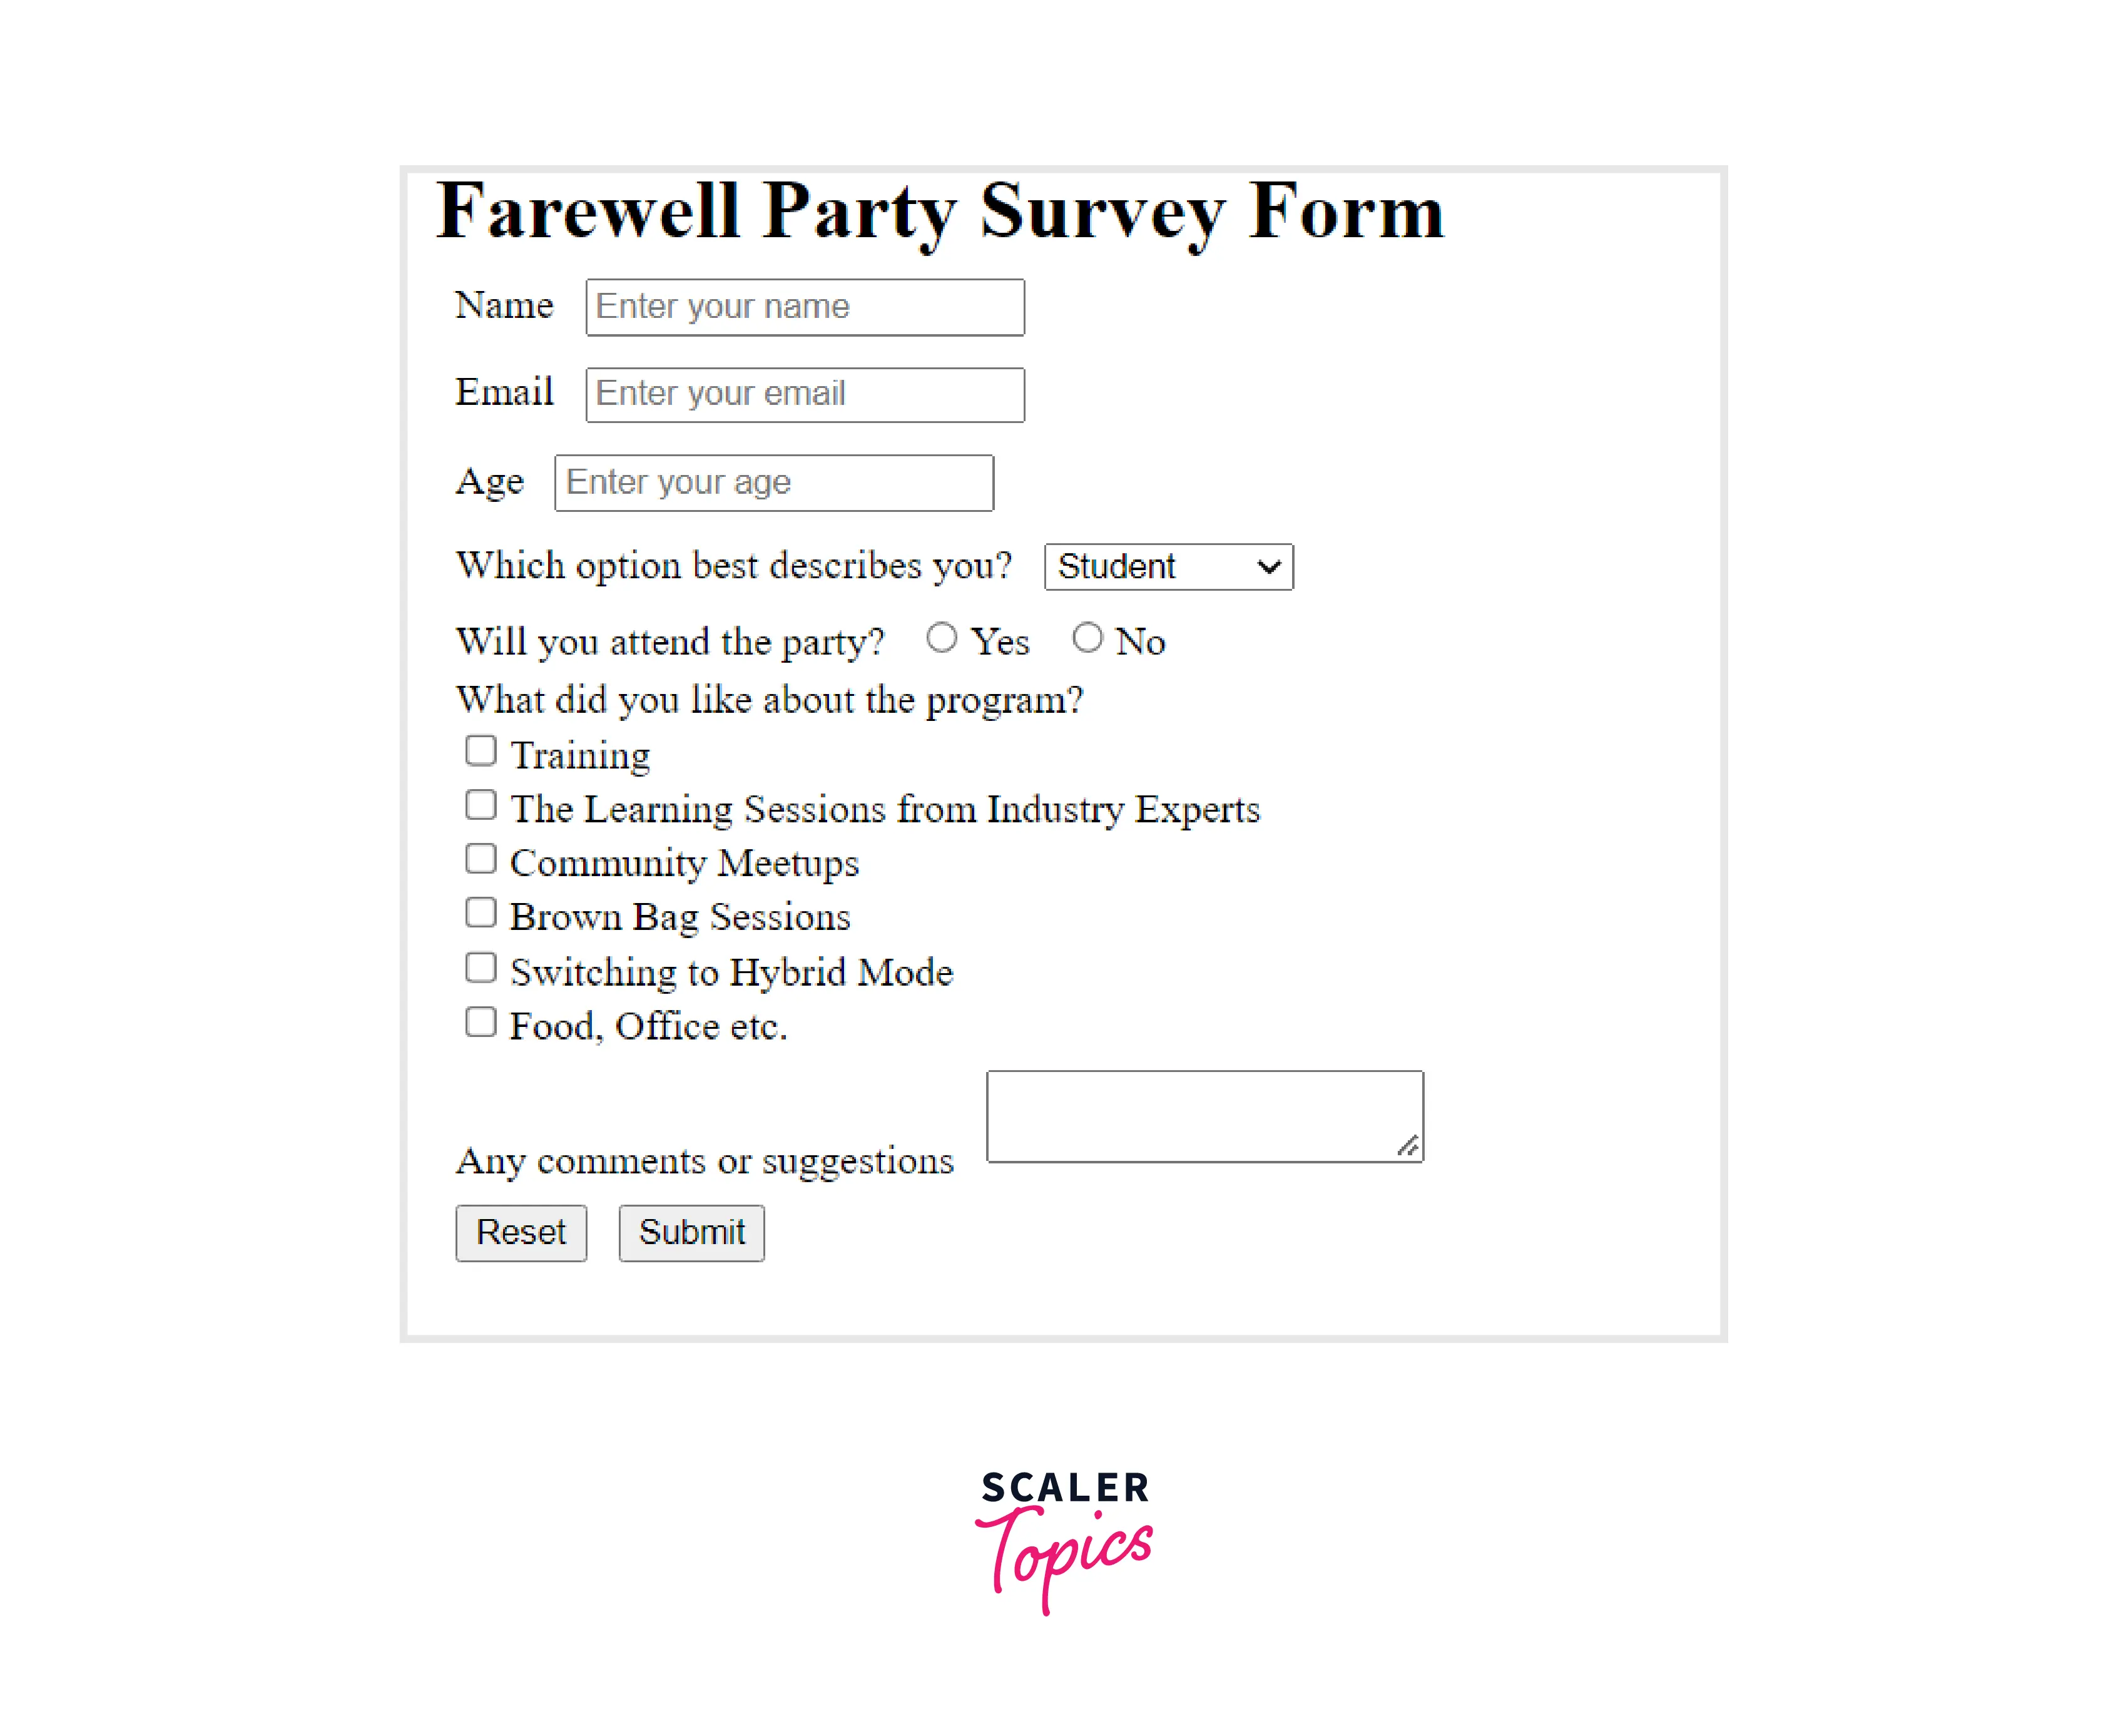 Farewell Party Survey Form
Name Enter your name
Email Enter your email
Age Enter your age
Which option best describes you? Student
Will you attend the party? Yes No
What did you like about the program?
Training
The Learning Sessions from Industry Experts
Community Meetups
Brown Bag Sessions
Switching to Hybrid Mode
Food, Office etc.
Any comments or suggestions
Reset Submit
SCALER
Topics